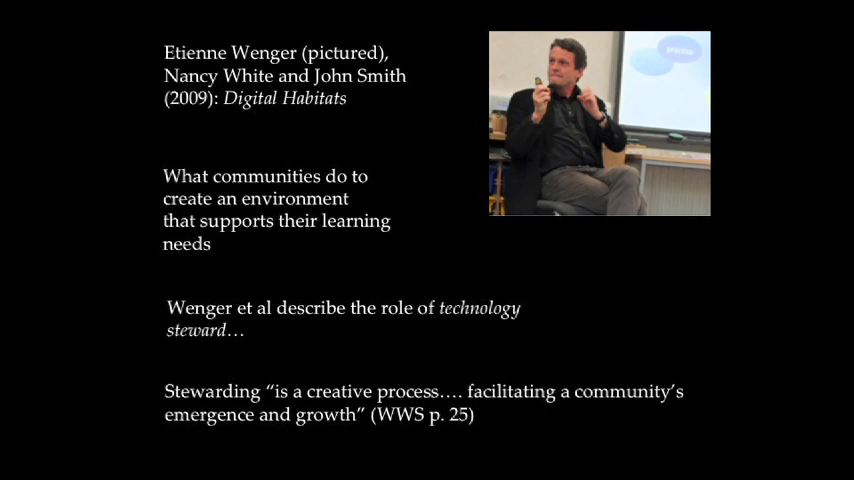 Etienne Wenger (pictured),
Nancy White and John Smith
(2009): Digital Habitats
practice
What communities do to
create an environment
that supports their learning
needs
Wenger et al describe the role of technology
steward…
Stewarding “is a creative process…. facilitating a community’s
emergence and growth” (WWS p. 25)